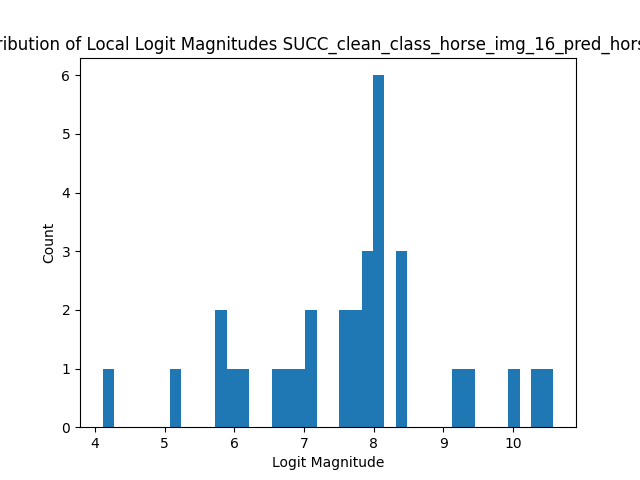 ribution of Local Logit Magnitudes SUCC_clean_class_horse_img_16_pred_hors
6
5
4
3
2
1
0
Count
4 5 6 7 8 9 10
Logit Magnitude